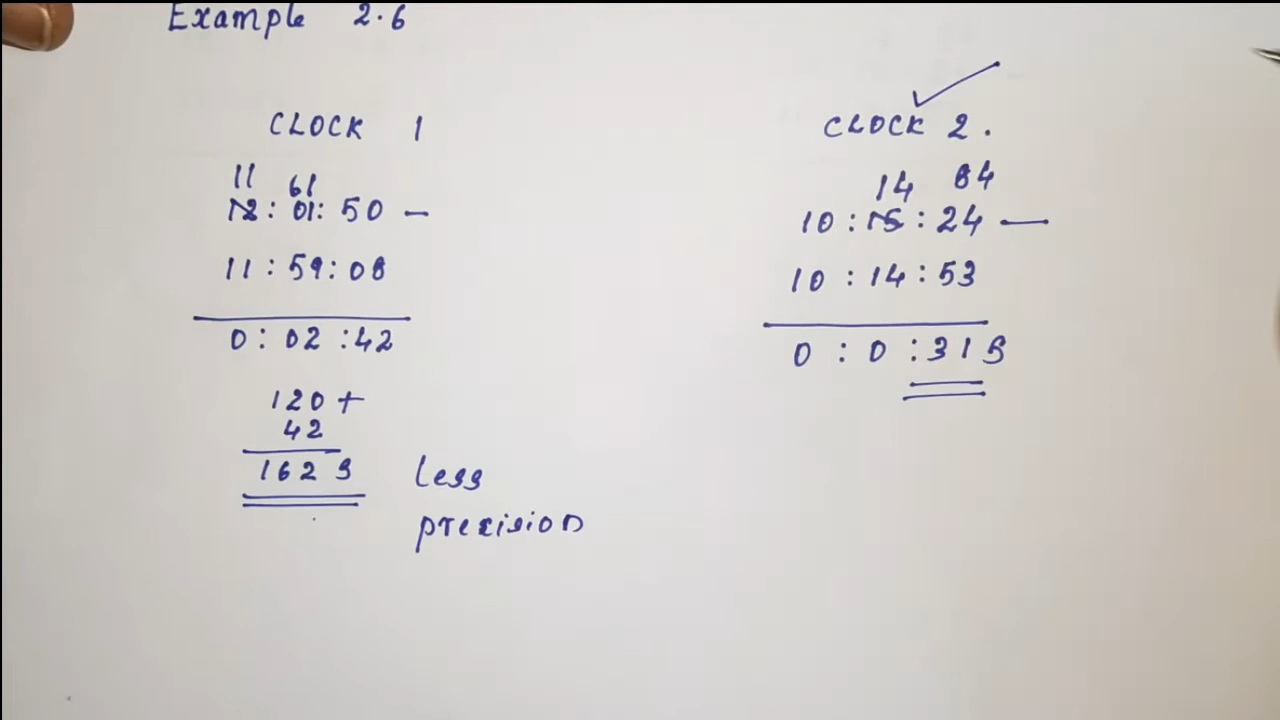 Example 2.6
CLOCK 1
11 61
12 : 01 : 50 -
11 : 59 : 08
0 : 02 : 42
120 +
42
162 s
less
precision
CLOCK 2.
14 84
10 : 15 : 24 -
10 : 14 : 53
0 : 0 : 31 s